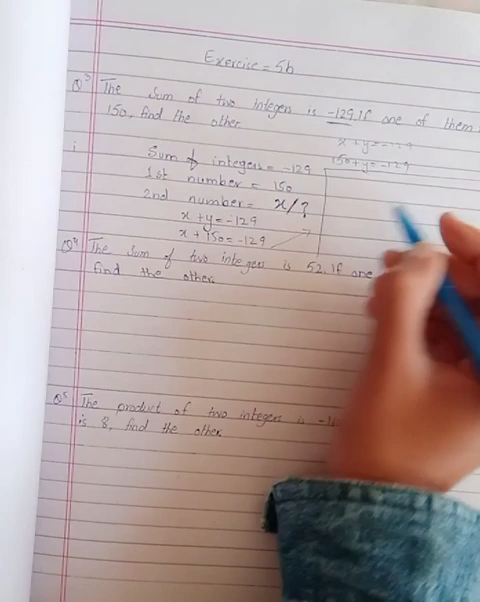 Exercise = 5b
Q3 The sum of two integers is -129. If one of them
150, find the other.
x + y = -129
150 + y = -129
i Sum of integers = -129
1st number = 150
2nd number = x/?
x + y = -129
x + 150 = -129
Q4 The sum of two integers is 52. If one
find the other.
Q5 The product of two integers is
is 8, find the other.